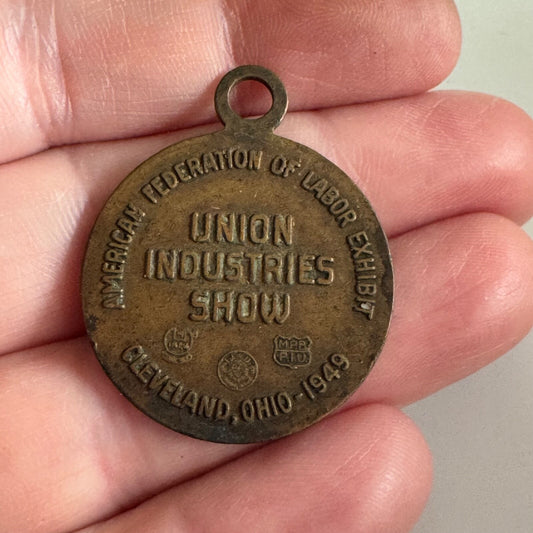 AMERICAN FEDERATION OF LABOR EXHIBIT
UNION
INDUSTRIES
SHOW
CLEVELAND, OHIO - 1949